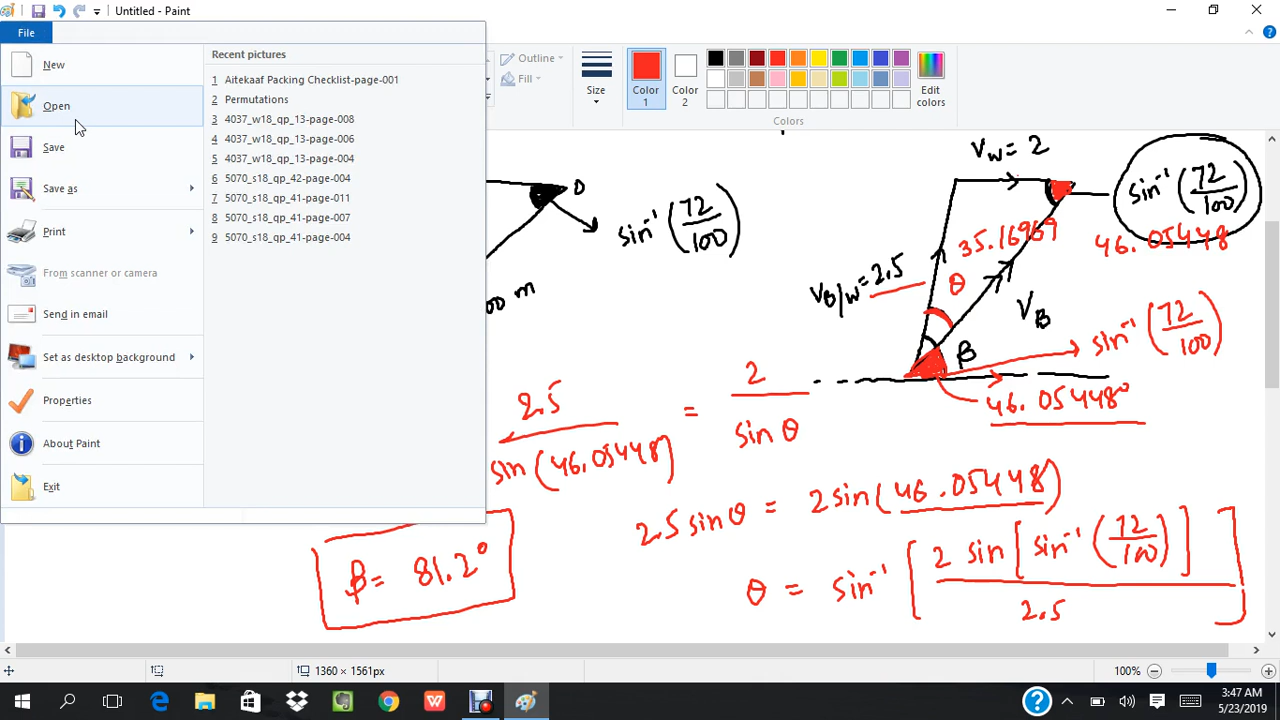 Untitled - Paint
File
New
Open
Save
Save as
Print
From scanner or camera
Send in email
Set as desktop background
Properties
About Paint
Exit
Recent pictures
1 Aitekaaf Packing Checklist-page-001
2 Permutations
3 4037_w18_qp_13-page-008
4 4037_w18_qp_13-page-006
5 4037_w18_qp_13-page-004
6 5070_s18_qp_42-page-004
7 5070_s18_qp_41-page-011
8 5070_s18_qp_41-page-007
9 5070_s18_qp_41-page-004
Outline
Fill
Size
Color 1
Color 2
Edit colors
Colors
D
sin⁻¹ (72/100)
00 m
V_W = 2
sin⁻¹ (72/100)
46.05448
35.16969
V_B/W = 2.5
θ
V_B
β
sin⁻¹ (72/100)
46.05448°
2.5 / sin(46.05448) = 2 / sin θ
2.5 sin θ = 2 sin(46.05448)
θ = sin⁻¹ [2 sin[sin⁻¹ (72/100)] / 2.5]
β = 81.2°
1360 × 1561px
100%
3:47 AM
5/23/2019